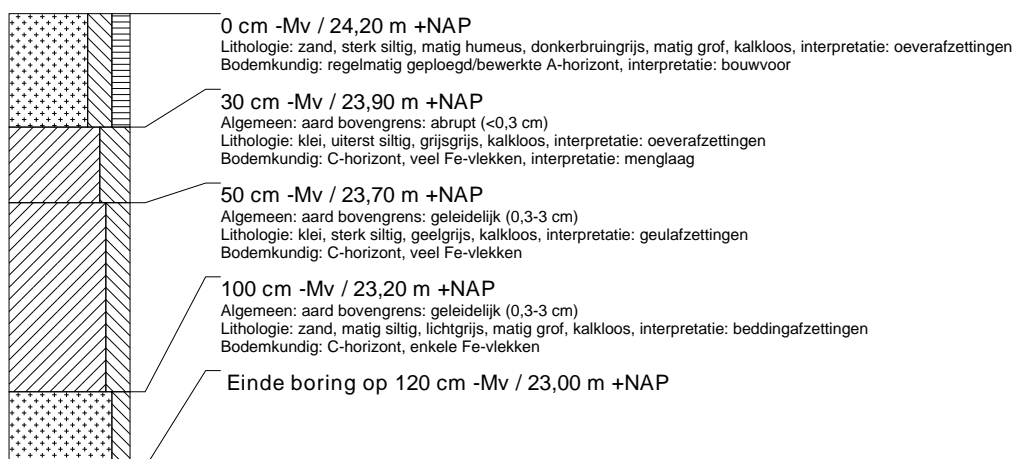 0 cm -Mv / 24,20 m +NAP
Lithologie: zand, sterk siltig, matig humeus, donkerbruingrijs, matig grof, kalkloos, interpretatie: oeverafzettingen
Bodemkundig: regelmatig geploegd/bewerkte A-horizont, interpretatie: bouwvoor
30 cm -Mv / 23,90 m +NAP
Algemeen: aard bovengrens: abrupt (<0,3 cm)
Lithologie: klei, uiterst siltig, grijsgrijs, kalkloos, interpretatie: oeverafzettingen
Bodemkundig: C-horizont, veel Fe-vlekken, interpretatie: menglaag
50 cm -Mv / 23,70 m +NAP
Algemeen: aard bovengrens: geleidelijk (0,3-3 cm)
Lithologie: klei, sterk siltig, geelgrijs, kalkloos, interpretatie: geulafzettingen
Bodemkundig: C-horizont, veel Fe-vlekken
100 cm -Mv / 23,20 m +NAP
Algemeen: aard bovengrens: geleidelijk (0,3-3 cm)
Lithologie: zand, matig siltig, lichtgrijs, matig grof, kalkloos, interpretatie: beddingafzettingen
Bodemkundig: C-horizont, enkele Fe-vlekken
Einde boring op 120 cm -Mv / 23,00 m +NAP